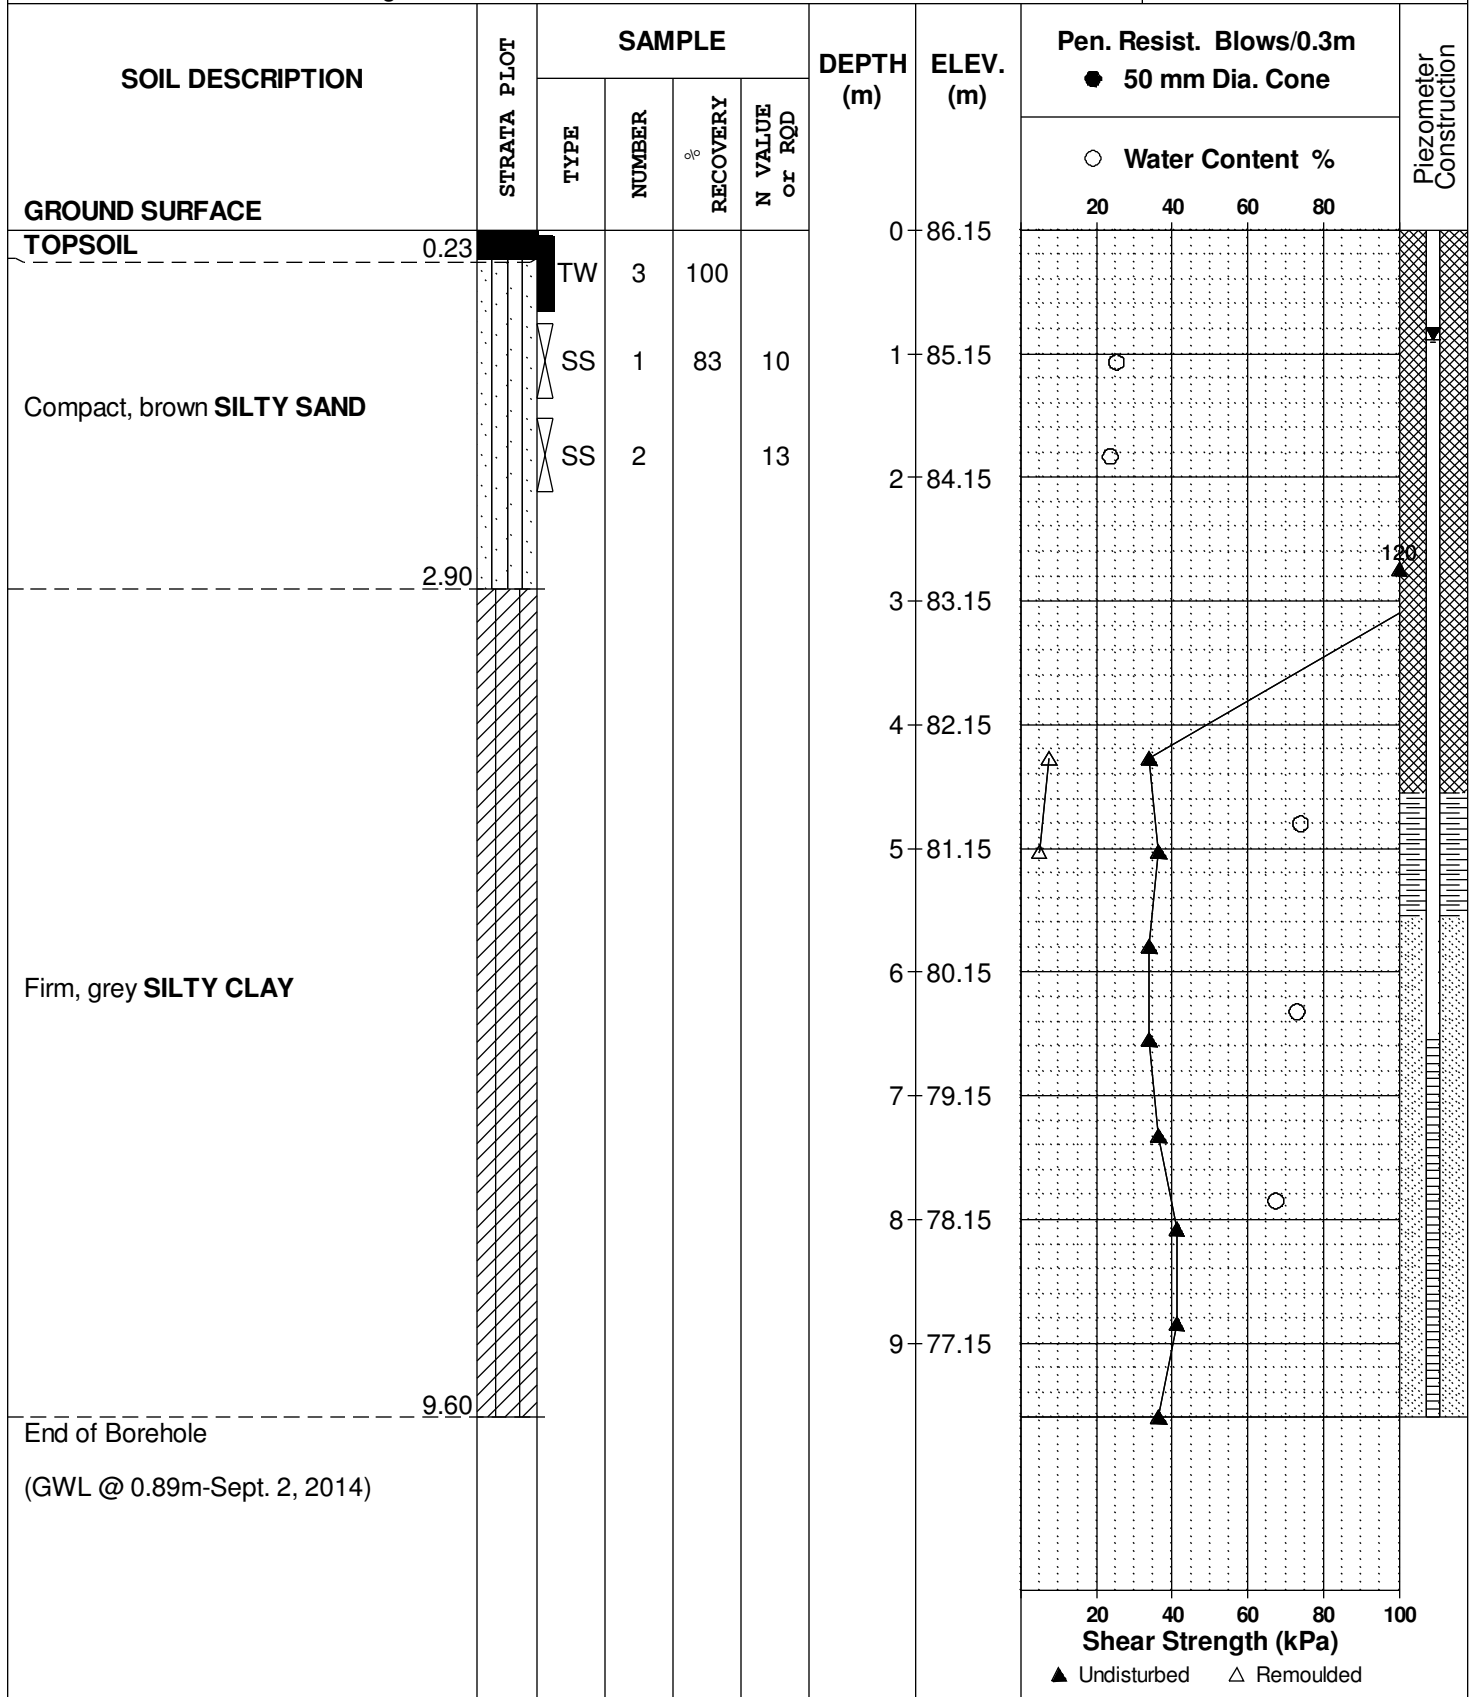 SOIL DESCRIPTION
GROUND SURFACE
STRATA PLOT
SAMPLE
TYPE
NUMBER
% RECOVERY
N VALUE or RQD
DEPTH (m)
ELEV. (m)
Pen. Resist. Blows/0.3m
● 50 mm Dia. Cone
○ Water Content %
20 40 60 80
Piezometer Construction
TOPSOIL 0.23
TW 3 100
SS 1 83 10
Compact, brown SILTY SAND
SS 2 13
2.90
Firm, grey SILTY CLAY
9.60
End of Borehole
(GWL @ 0.89m-Sept. 2, 2014)
0 86.15
1 85.15
2 84.15
3 83.15
4 82.15
5 81.15
6 80.15
7 79.15
8 78.15
9 77.15
120
20 40 60 80 100
Shear Strength (kPa)
▲ Undisturbed △ Remoulded